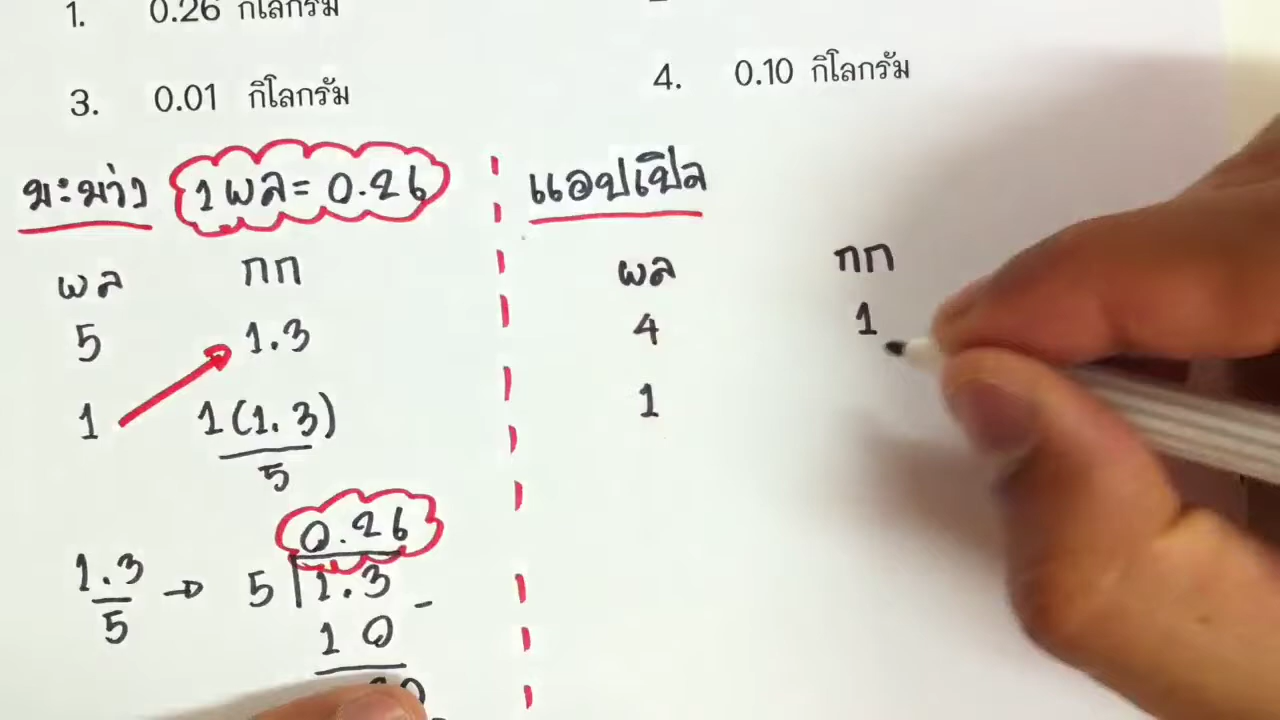 1. 0.26 กิโลกรัม
3. 0.01 กิโลกรัม
4. 0.10 กิโลกรัม
มะม่วง 1 ผล = 0.26
ผล กก
5 1.3
1 1(1.3)
5
0.26
1.3 → 5 1.3
5
10 -
แอปเปิล
ผล กก
4 1
1